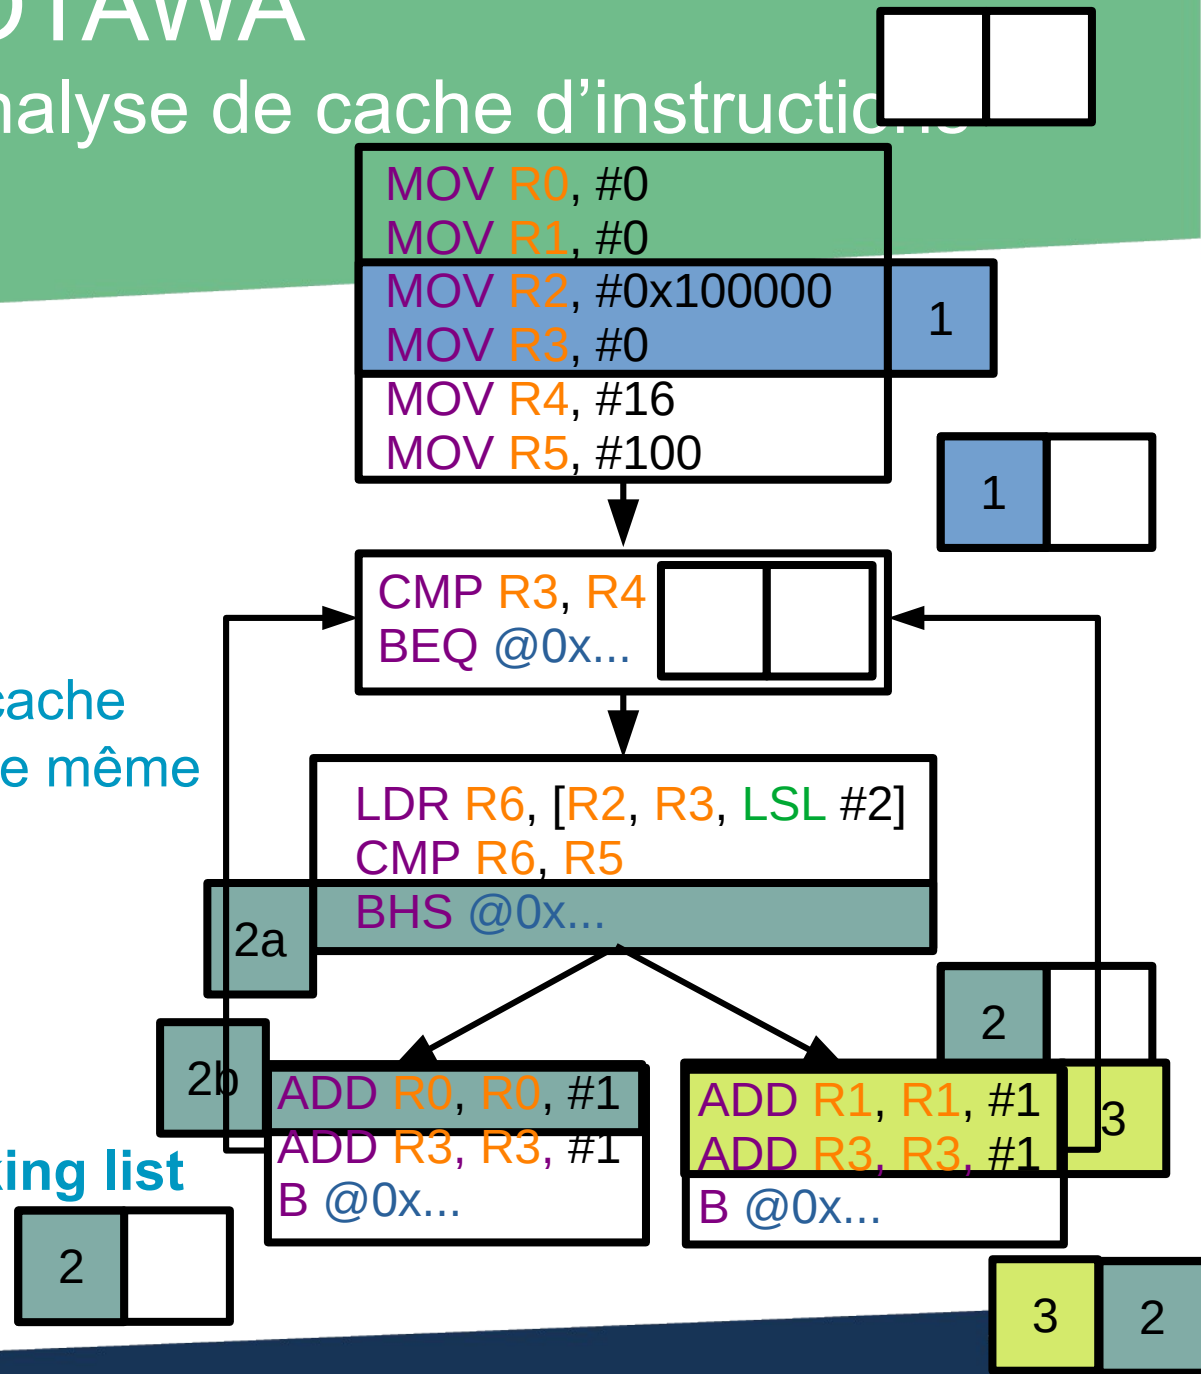 OTAWA
nalyse de cache d’instructions
MOV R0, #0
MOV R1, #0
MOV R2, #0x100000
MOV R3, #0
1
MOV R4, #16
MOV R5, #100
1
CMP R3, R4
BEQ @0x...
cache
e même
LDR R6, [R2, R3, LSL #2]
CMP R6, R5
BHS @0x...
2a
2
2b
ADD R0, R0, #1
ADD R3, R3, #1
B @0x...
ADD R1, R1, #1
ADD R3, R3, #1
B @0x...
3
king list
2
3
2